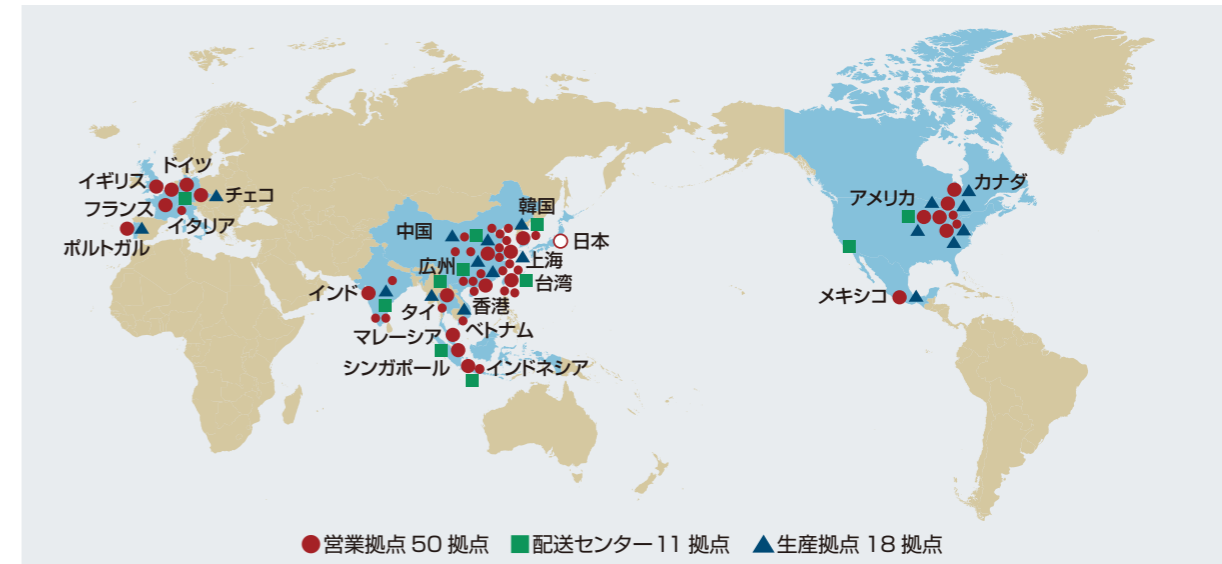 ドイツ
イギリス
チェコ
フランス
イタリア
ポルトガル
韓国
中国
日本
上海
広州
台湾
インド
香港
タイ
ベトナム
マレーシア
シンガポール
インドネシア
カナダ
アメリカ
メキシコ
営業拠点 50 拠点 配送センター 11 拠点 生産拠点 18 拠点